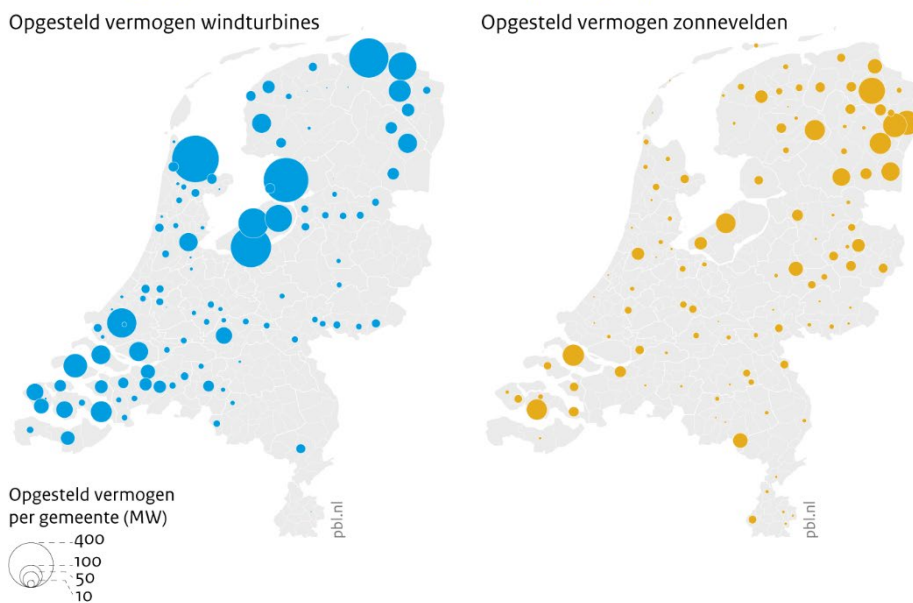 Opgesteld vermogen windturbines
Opgesteld vermogen zonnevelden
pbl.nl
pbl.nl
Opgesteld vermogen
per gemeente (MW)
400
100
50
10